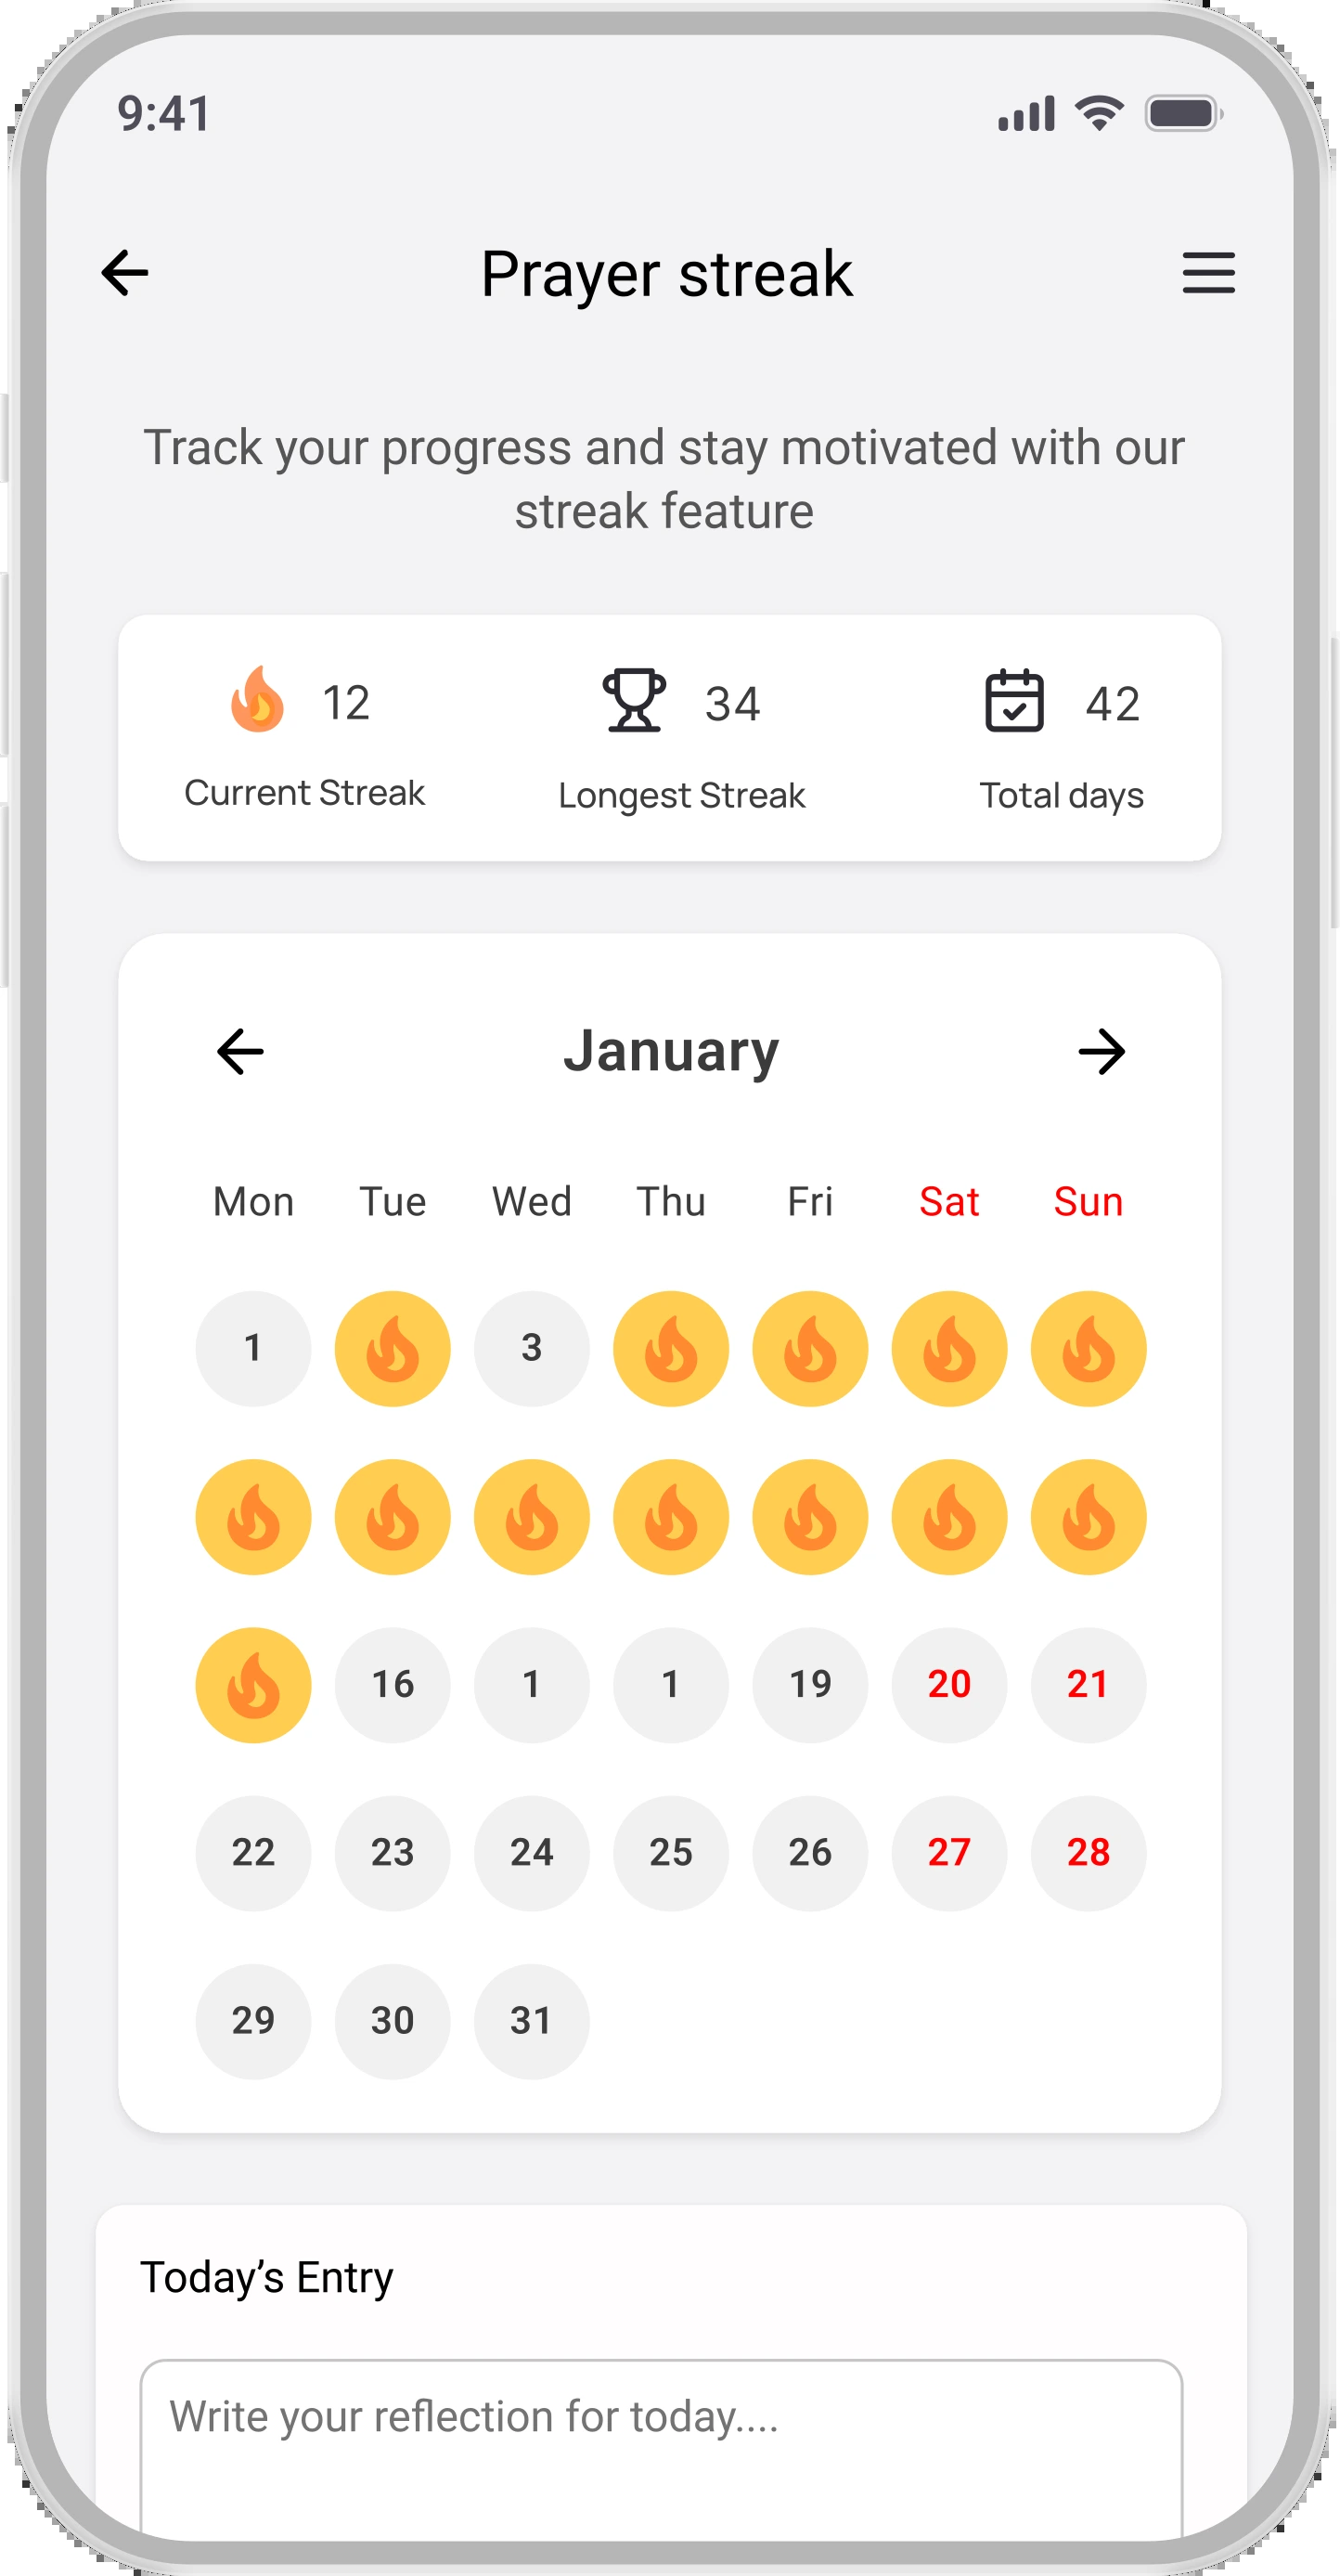 9:41
Prayer streak
Track your progress and stay motivated with our
streak feature
12 34 42
Current Streak Longest Streak Total days
January
Mon Tue Wed Thu Fri Sat Sun
1 3
16 1 1 19 20 21
22 23 24 25 26 27 28
29 30 31
Today’s Entry
Write your reflection for today....